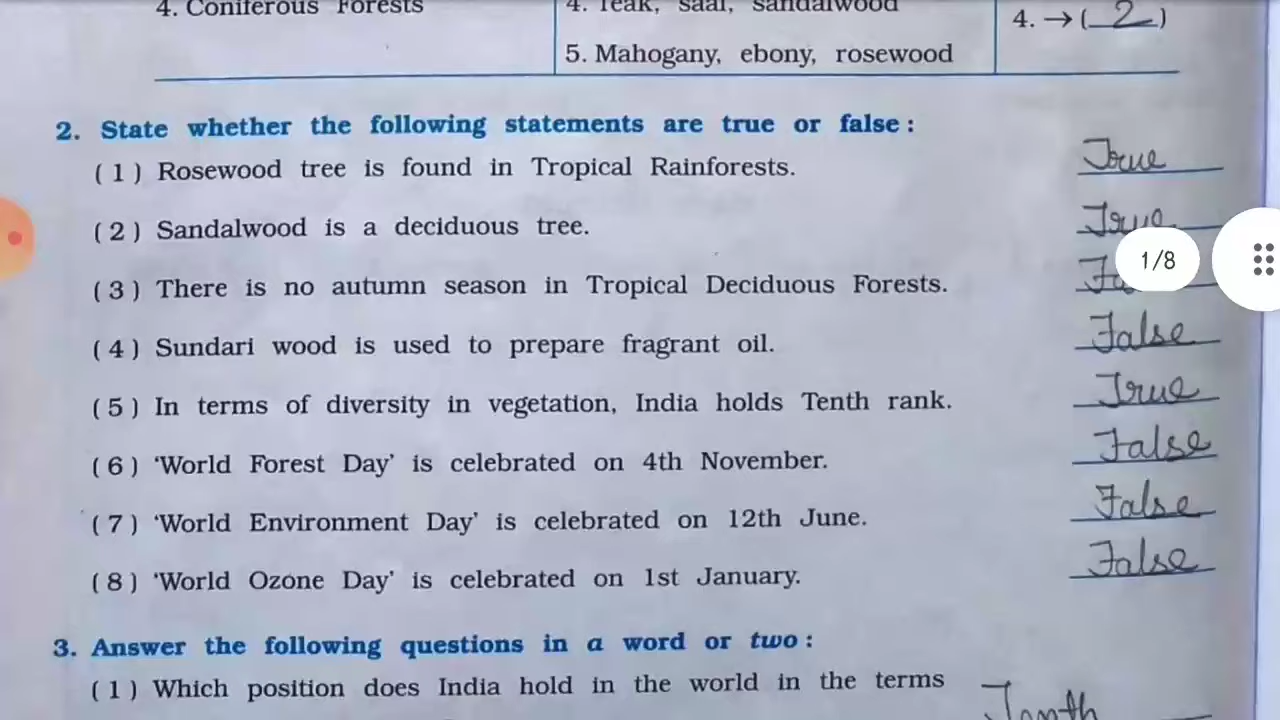 4. Coniferous Forests
4. Teak, saal, sandalwood
4. → ( 2 )
5. Mahogany, ebony, rosewood
2. State whether the following statements are true or false :
( 1 ) Rosewood tree is found in Tropical Rainforests. True
( 2 ) Sandalwood is a deciduous tree. True
1/8
( 3 ) There is no autumn season in Tropical Deciduous Forests.
( 4 ) Sundari wood is used to prepare fragrant oil. False
( 5 ) In terms of diversity in vegetation, India holds Tenth rank. True
( 6 ) ‘World Forest Day’ is celebrated on 4th November. False
( 7 ) ‘World Environment Day’ is celebrated on 12th June. False
( 8 ) ‘World Ozone Day’ is celebrated on 1st January. False
3. Answer the following questions in a word or two :
( 1 ) Which position does India hold in the world in the terms
Tenth